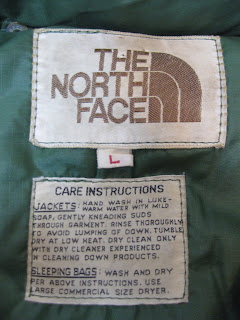 THE
NORTH
FACE
L
CARE INSTRUCTIONS
JACKETS: HAND WASH IN LUKE-
WARM WATER WITH MILD
SOAP, GENTLY KNEADING SUDS
THROUGH GARMENT. RINSE THOROUGHLY
TO AVOID LUMPING OF DOWN. TUMBLE
DRY AT LOW HEAT. DRY CLEAN ONLY
WITH DRY CLEANER EXPERIENCED
IN CLEANING DOWN PRODUCTS.
SLEEPING BAGS: WASH AND DRY
PER ABOVE INSTRUCTIONS. USE
LARGE COMMERCIAL SIZE DRYER.